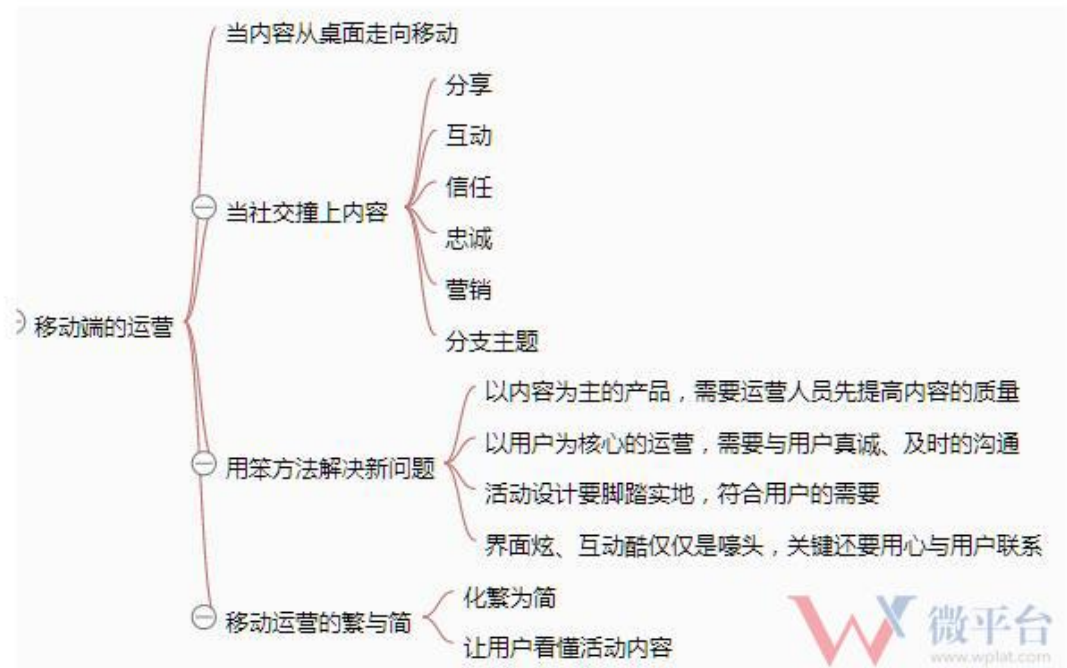 当内容从桌面走向移动
分享
互动
信任
当社交撞上内容
忠诚
营销
移动端的运营
分支主题
以内容为主的产品，需要运营人员先提高内容的质量
以用户为核心的运营，需要与用户真诚、及时的沟通
用笨方法解决新问题
活动设计要脚踏实地，符合用户的需要
界面炫、互动酷仅仅是嚎头，关键还要用心与用户联系
化繁为简
移动运营的繁与简
让用户看懂活动内容
微平台
www.wplat.com